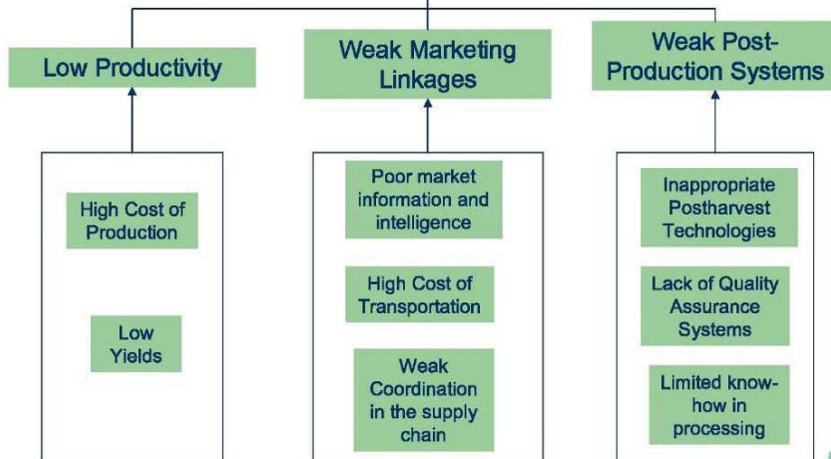 Low Productivity
Weak Marketing
Linkages
Weak Post-
Production Systems
High Cost of
Production
Low
Yields
Poor market
information and
intelligence
High Cost of
Transportation
Weak
Coordination
in the supply
chain
Inappropriate
Postharvest
Technologies
Lack of Quality
Assurance
Systems
Limited know-
how in
processing